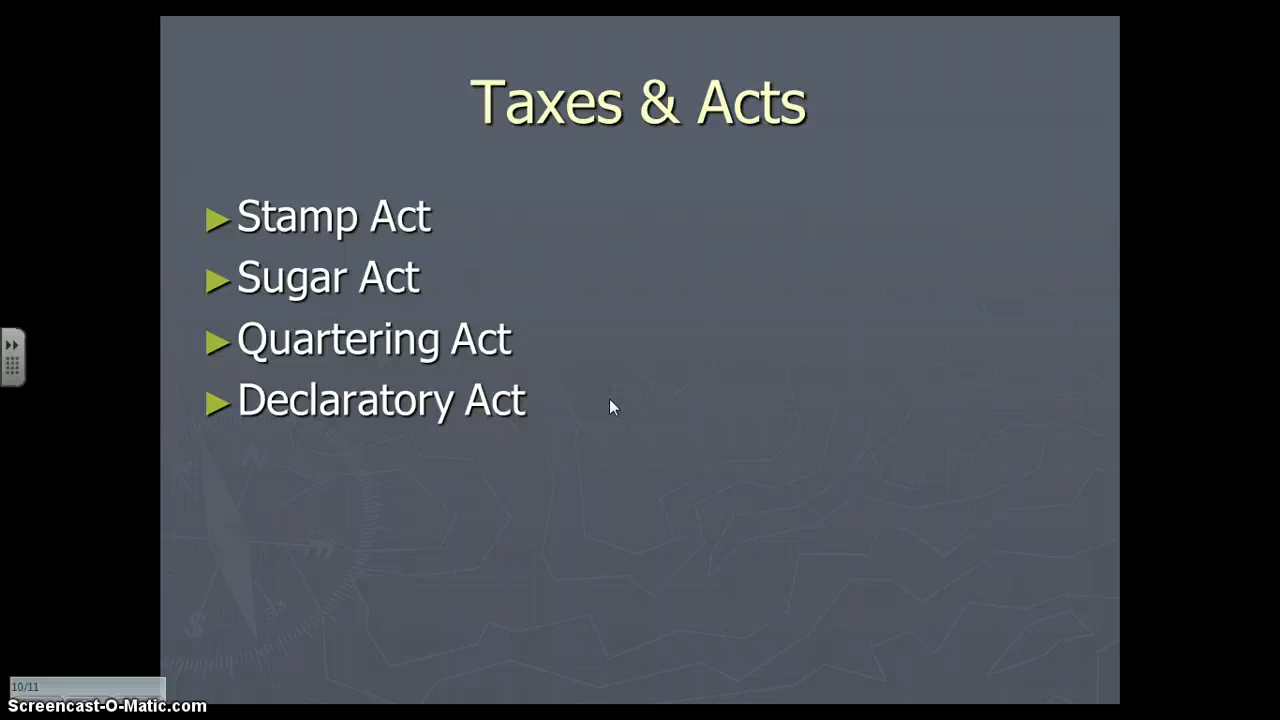 Taxes & Acts
Stamp Act
Sugar Act
Quartering Act
Declaratory Act
10/11
Screencast-O-Matic.com